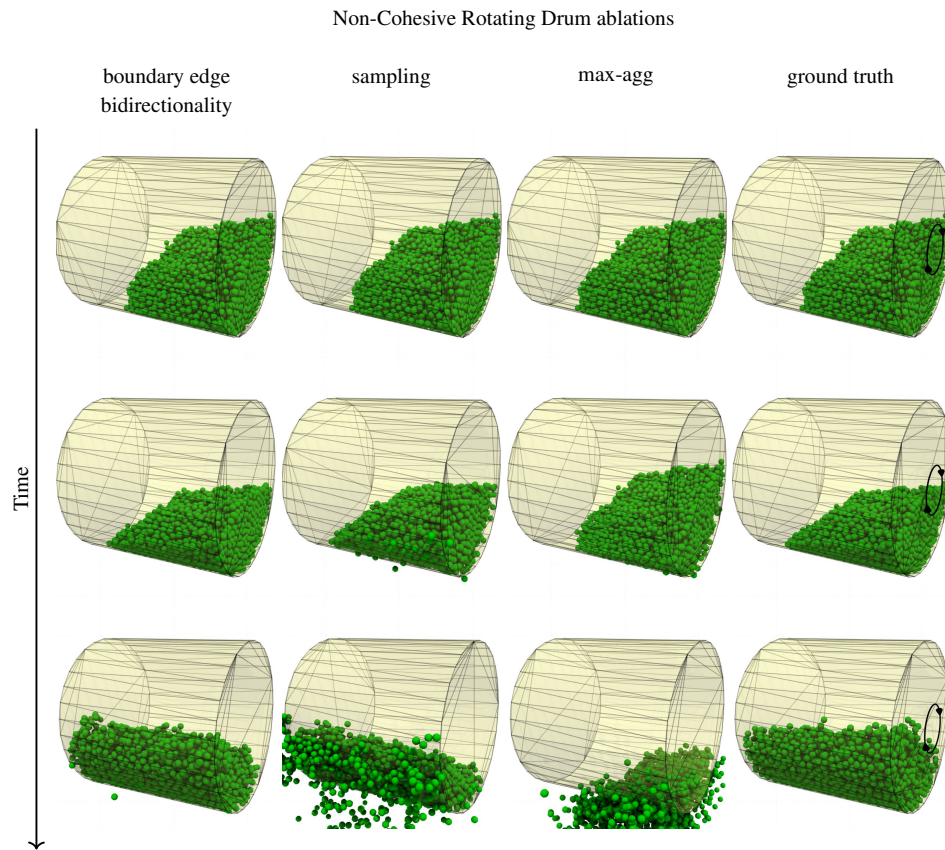 Non-Cohesive Rotating Drum ablations
boundary edge
bidirectionality
sampling
max-agg
ground truth
Time